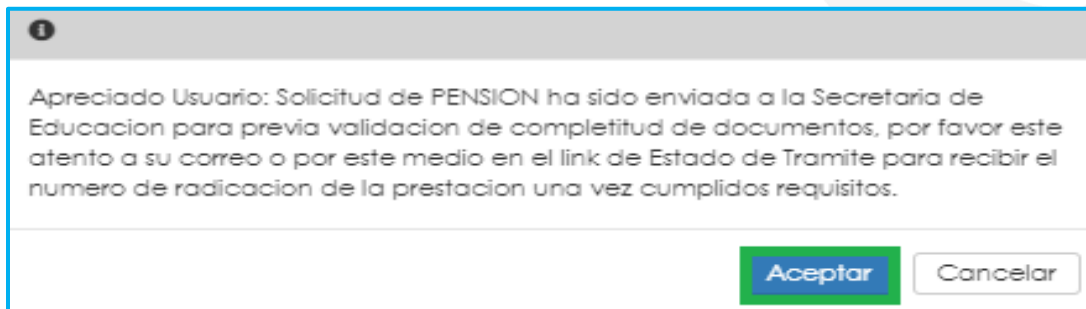 Apreciado Usuario: Solicitud de PENSION ha sido enviada a la Secretaria de
Educacion para previa validacion de completitud de documentos, por favor este
atento a su correo o por este medio en el link de Estado de Tramite para recibir el
numero de radicacion de la prestacion una vez cumplidos requisitos.
Aceptar Cancelar